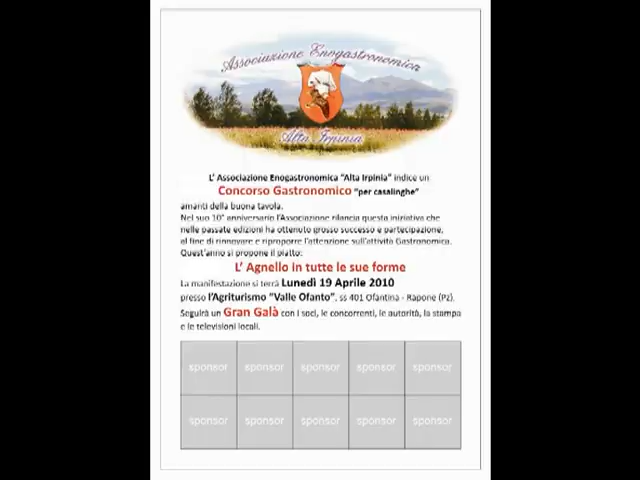 Associazione Enogastronomica
Alta Irpinia
L' Associazione Enogastronomica "Alta Irpinia" indice un
Concorso Gastronomico "per casalinghe"
amanti della buona tavola.
Nel suo 10° anniversario l'Associazione rilancia questa iniziativa che
nelle passate edizioni ha ottenuto grosso successo e partecipazione,
al fine di rinnovare e riproporre l'attenzione sull'attività Gastronomica.
Quest'anno si propone il piatto:
L' Agnello in tutte le sue forme
La manifestazione si terrà Lunedì 19 Aprile 2010
presso l'Agriturismo "Valle Ofanto", ss 401 Ofantina - Rapone (Pz).
Seguirà un Gran Galà con i soci, le concorrenti, le autorità, la stampa
e le televisioni locali.
sponsor sponsor sponsor sponsor sponsor
sponsor sponsor sponsor sponsor sponsor